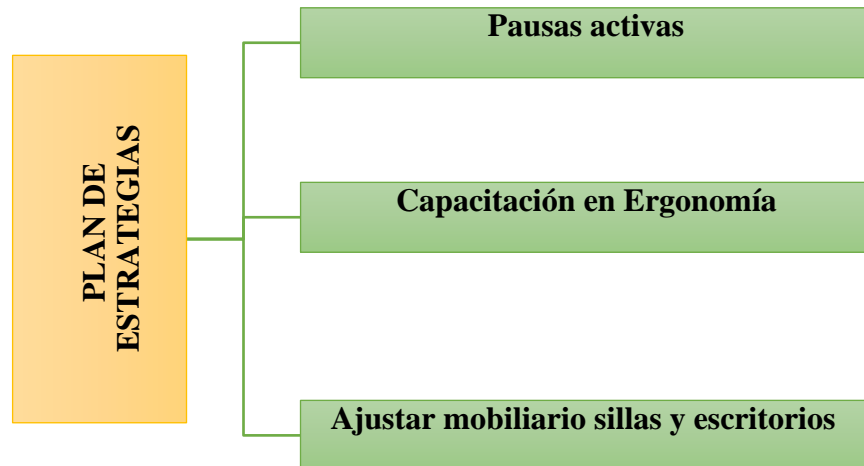 PLAN DE
ESTRATEGIAS
Pausas activas
Capacitación en Ergonomía
Ajustar mobiliario sillas y escritorios